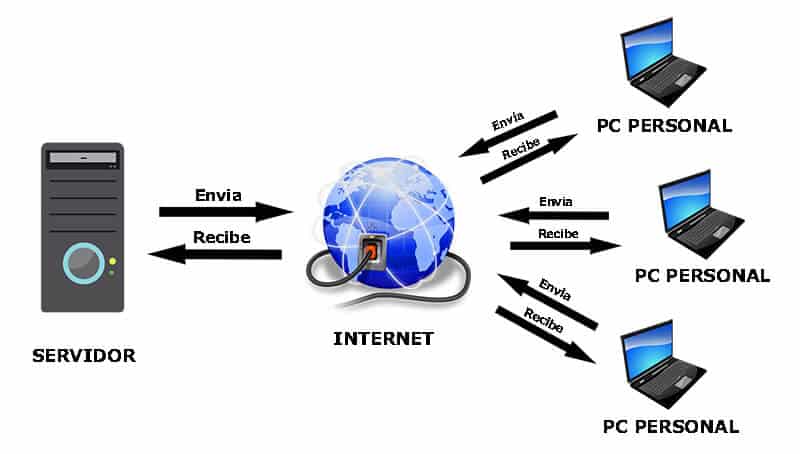 Envia
Recibe
SERVIDOR
INTERNET
Envia
Recibe
PC PERSONAL
Envia
Recibe
PC PERSONAL
Envia
Recibe
PC PERSONAL